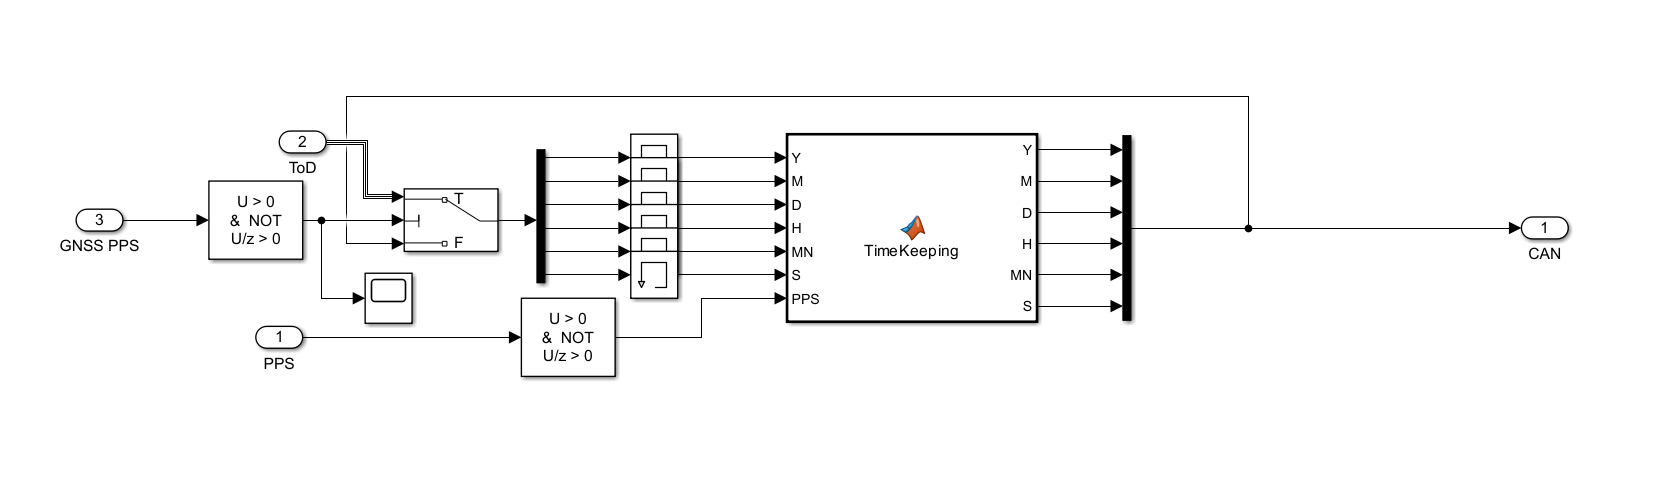 2
ToD
3
GNSS PPS
U > 0
& NOT
U/z > 0
T
F
1
PPS
U > 0
& NOT
U/z > 0
Y
M
D
H
MN
S
PPS
TimeKeeping
Y
M
D
H
MN
S
1
CAN